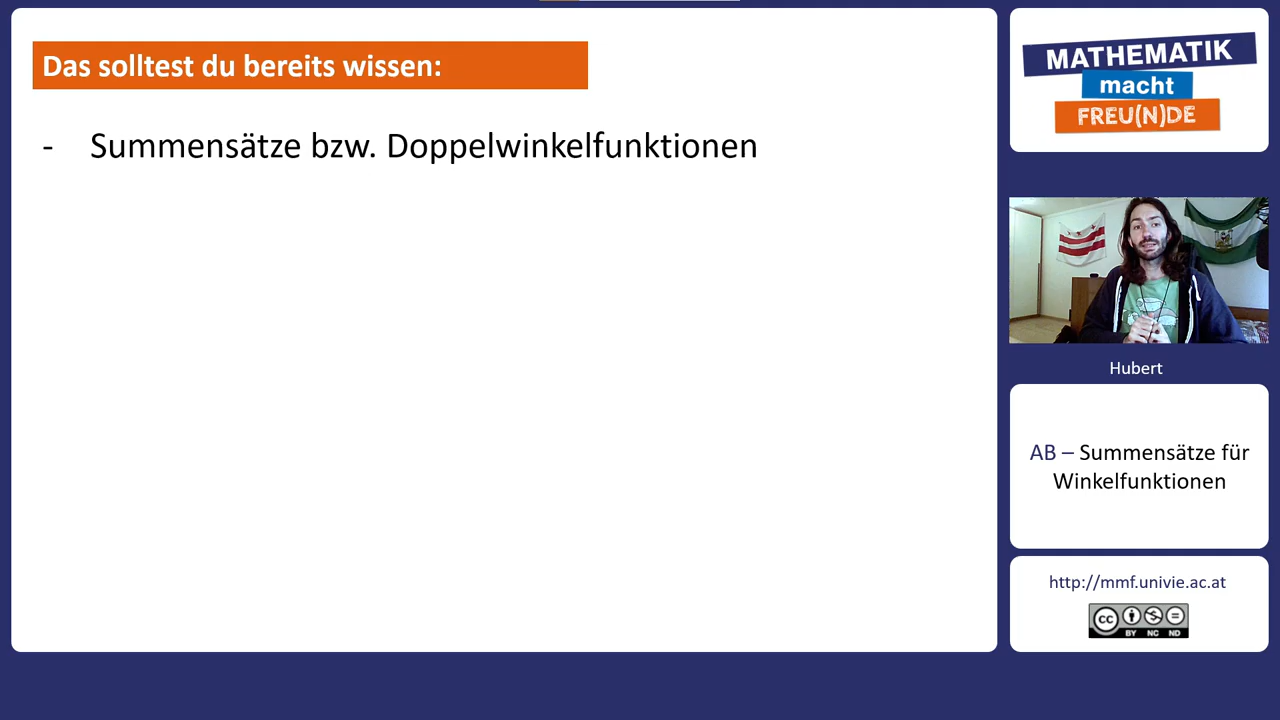 Das solltest du bereits wissen:
- Summensätze bzw. Doppelwinkelfunktionen
MATHEMATIK
macht
FREU(N)DE
Hubert
AB – Summensätze für
Winkelfunktionen
http://mmf.univie.ac.at
CC BY NC ND